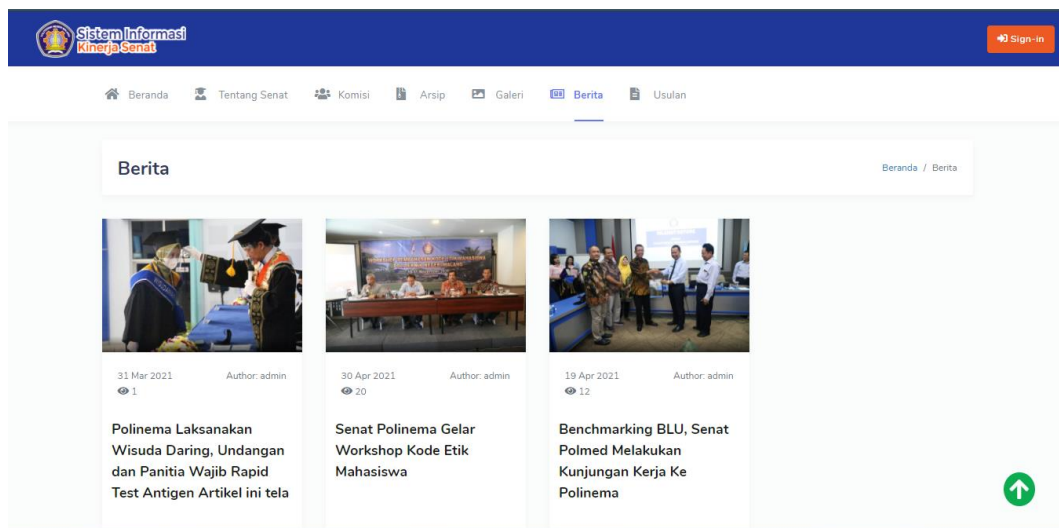 Sistem Informasi
Kinerja Senat
Sign-in
Beranda
Tentang Senat
Komisi
Arsip
Galeri
Berita
Usulan
Berita
Beranda / Berita
31 Mar 2021
Author: admin
1
Polinema Laksanakan
Wisuda Daring, Undangan
dan Panitia Wajib Rapid
Test Antigen Artikel ini tela
30 Apr 2021
Author: admin
20
Senat Polinema Gelar
Workshop Kode Etik
Mahasiswa
19 Apr 2021
Author: admin
12
Benchmarking BLU, Senat
Polmed Melakukan
Kunjungan Kerja Ke
Polinema